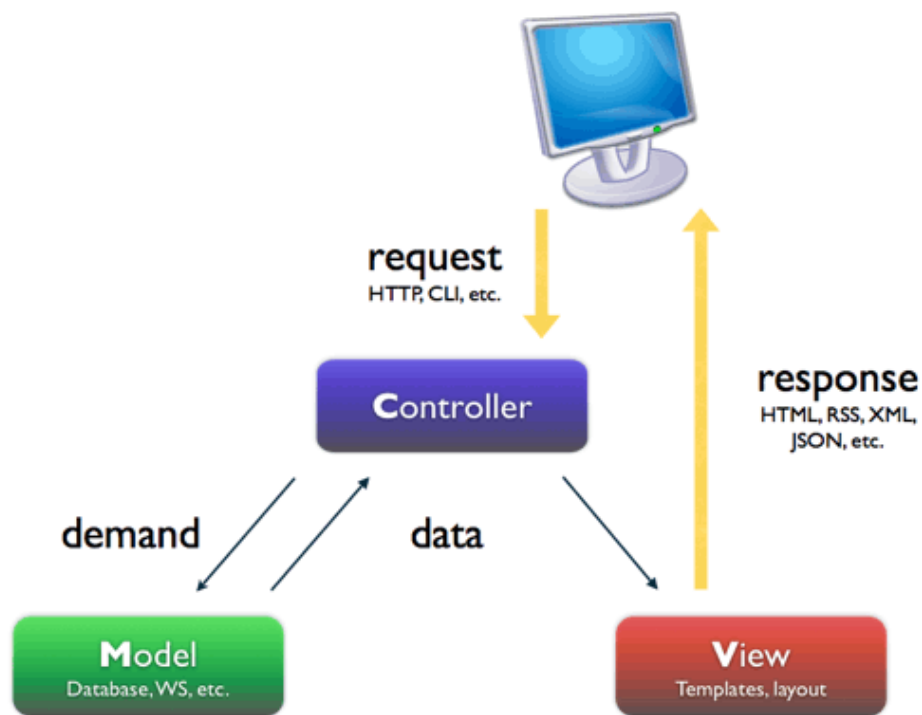 request
HTTP, CLI, etc.
Controller
response
HTML, RSS, XML,
JSON, etc.
demand
data
Model
Database, WS, etc.
View
Templates, layout